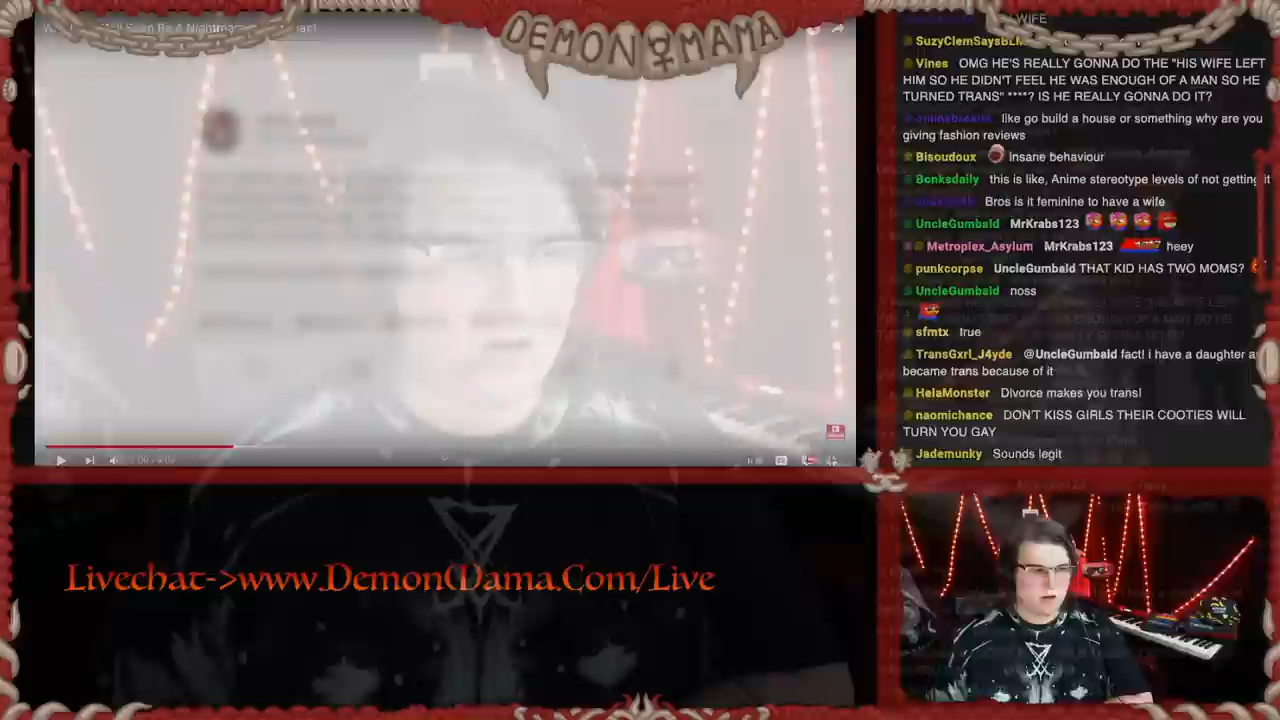 DEMON MAMA
WIFE
Vines OMG HE'S REALLY GONNA DO THE "HIS WIFE LEFT
HIM SO HE DIDN'T FEEL HE WAS ENOUGH OF A MAN SO HE
TURNED TRANS" ****? IS HE REALLY GONNA DO IT?
like go build a house or something why are you
giving fashion reviews
Bisoudoux Insane behaviour
Bonksdaily this is like, Anime stereotype levels of not getting it
Bros is it feminine to have a wife
UncleGumbald MrKrabs123
Metroplex_Asylum MrKrabs123 heey
punkcorpse UncleGumbald THAT KID HAS TWO MOMS?
UncleGumbald noss
sfmtx true
TransGxrl_J4yde @UncleGumbald fact! i have a daughter a
became trans because of it
HelaMonster Divorce makes you trans!
naomichance DON'T KISS GIRLS THEIR COOTIES WILL
TURN YOU GAY
Jademunky Sounds legit
Livechat->www.DemonMama.Com/Live